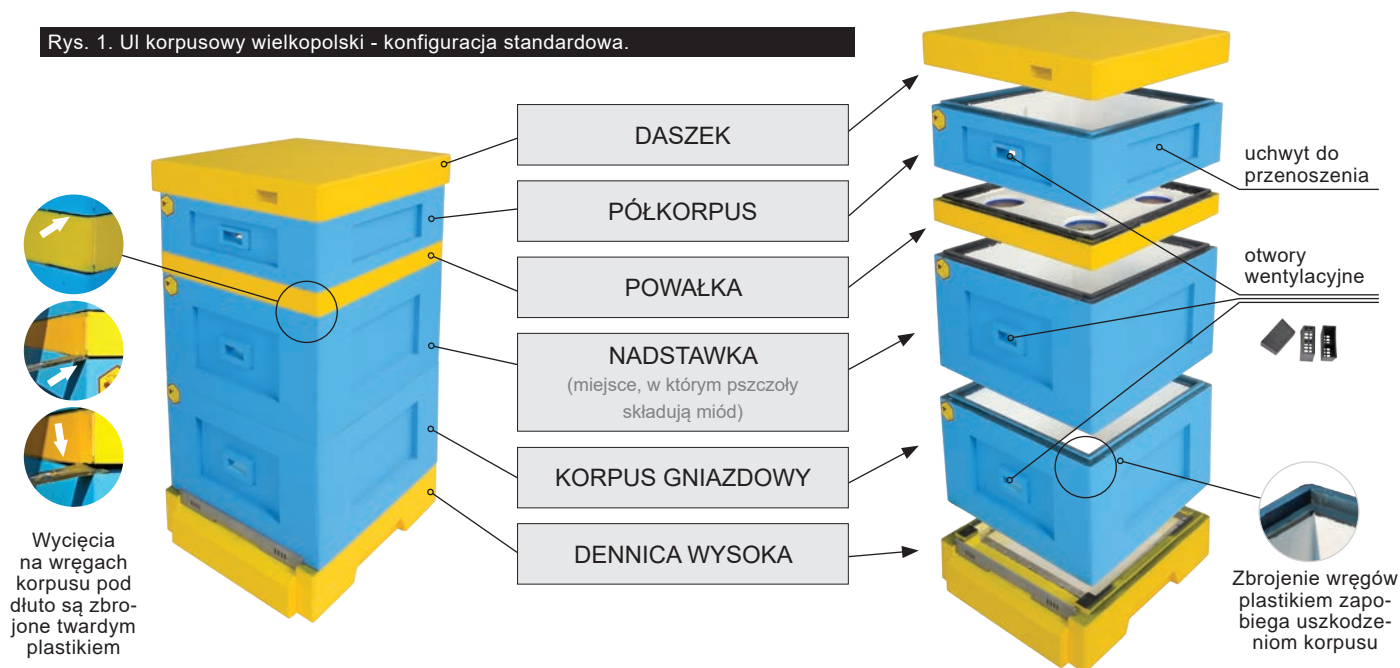 Rys. 1. Ul korpusowy wielkopolski - konfiguracja standardowa.
DASZEK
PÓŁKORPUS
POWAŁKA
NADSTAWKA
(miejsce, w którym pszczoły
składują miód)
KORPUS GNIAZDOWY
DENNICA WYSOKA
uchwyt do
przenoszenia
otwory
wentylacyjne
Wycięcia
na wręgach
korpusu pod
dłuto są zbro-
jone twardym
plastikiem
Zbrojenie wręgów
plastikiem zapo-
biega uszkodze-
niom korpusu